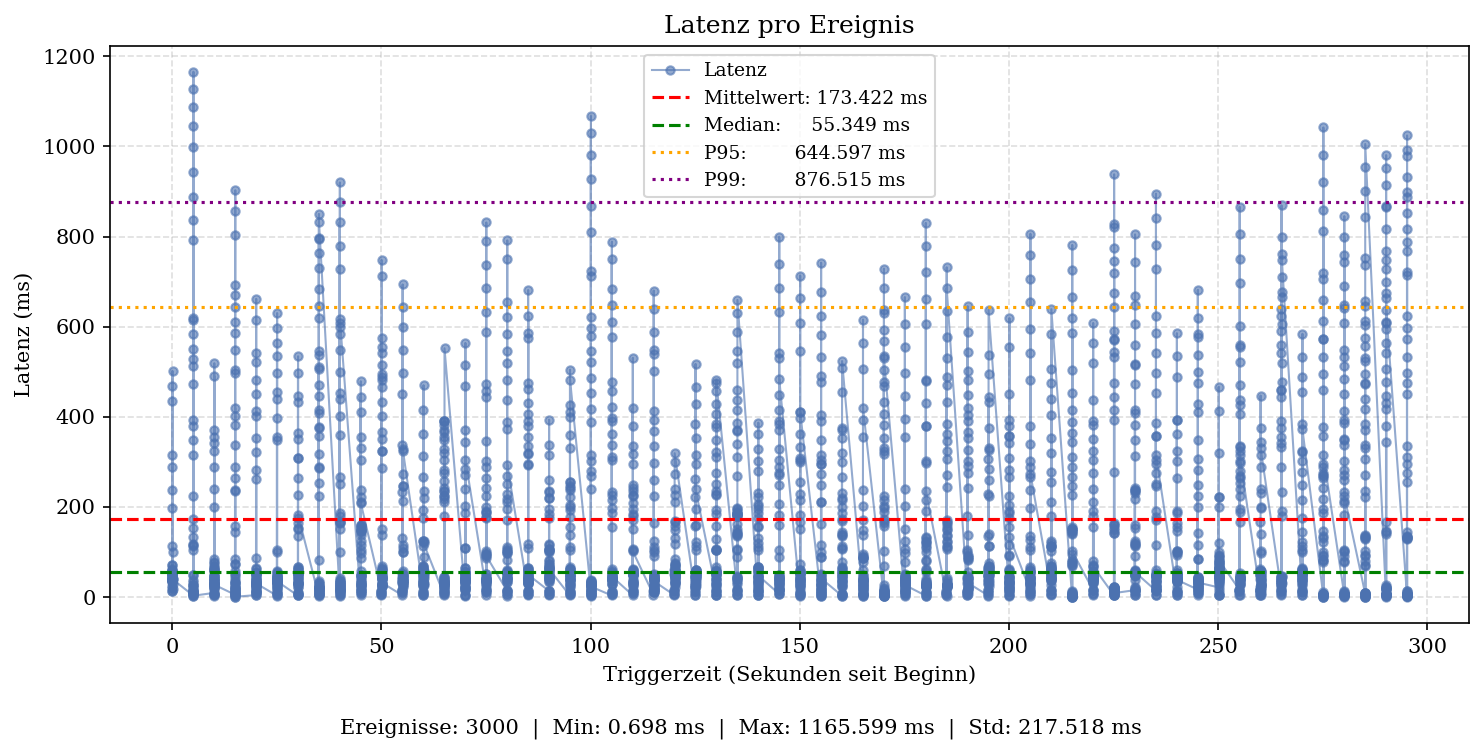 Latenz pro Ereignis
1200
1000
800
600
400
200
0
Latenz (ms)
Latenz
Mittelwert: 173.422 ms
Median: 55.349 ms
P95: 644.597 ms
P99: 876.515 ms
0 50 100 150 200 250 300
Triggerzeit (Sekunden seit Beginn)
Ereignisse: 3000 | Min: 0.698 ms | Max: 1165.599 ms | Std: 217.518 ms